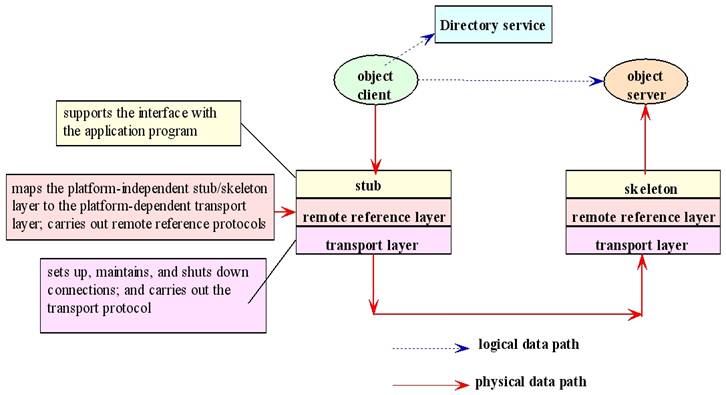 Directory service
object
client
object
server
supports the interface with
the application program
maps the platform-independent stub/skeleton
layer to the platform-dependent transport
layer; carries out remote reference protocols
stub
remote reference layer
transport layer
skeleton
remote reference layer
transport layer
sets up, maintains, and shuts down
connections; and carries out the
transport protocol
logical data path
physical data path